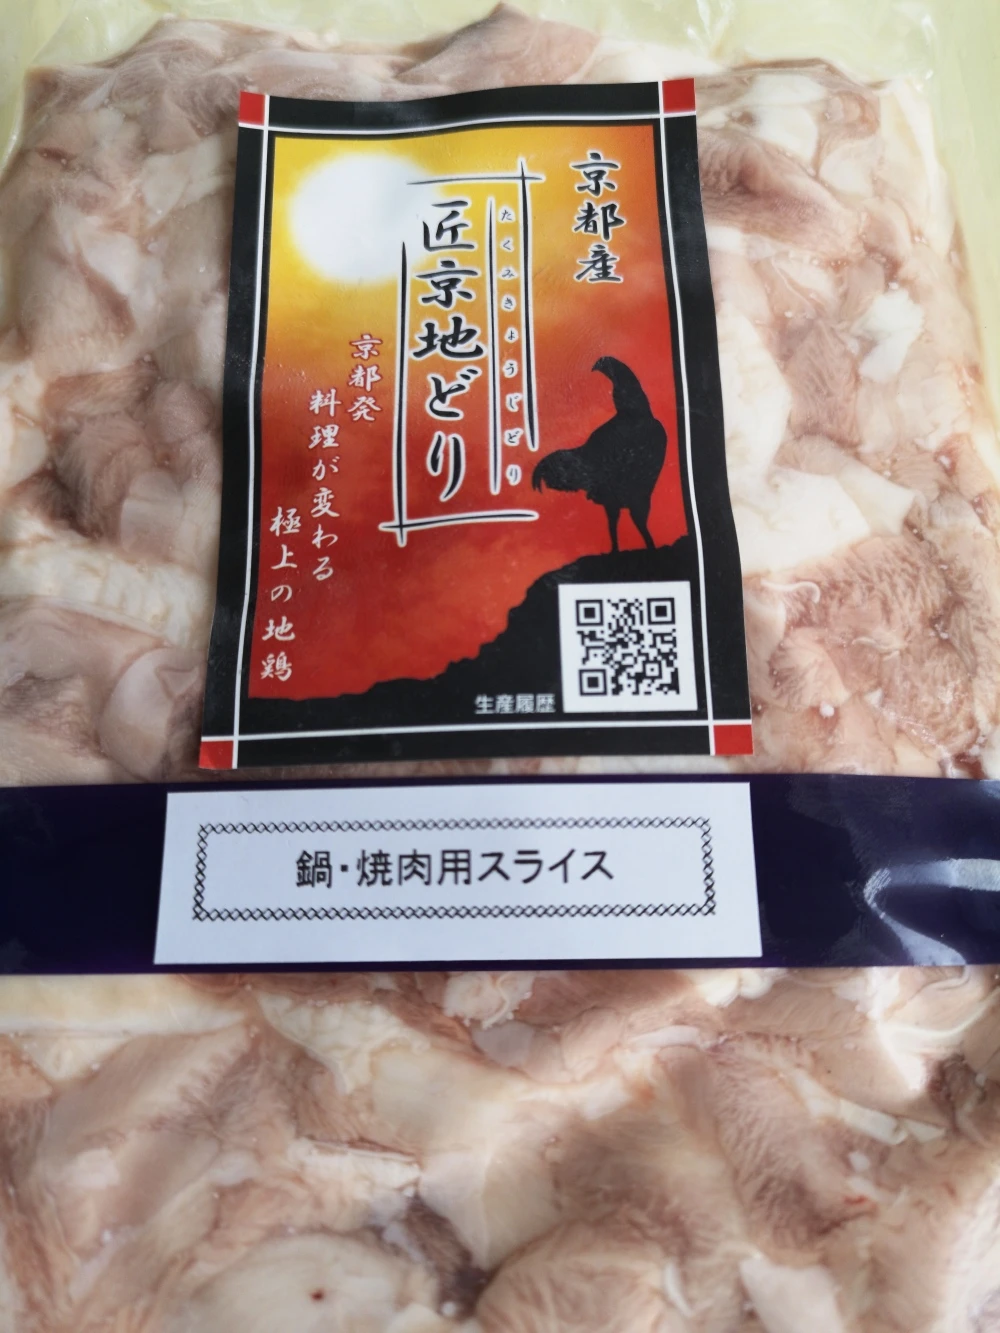 京都産
たくみきょうじどり
匠京地どり
京都発
料理が変わる
極上の地鶏
生産履歴
鍋・焼肉用スライス